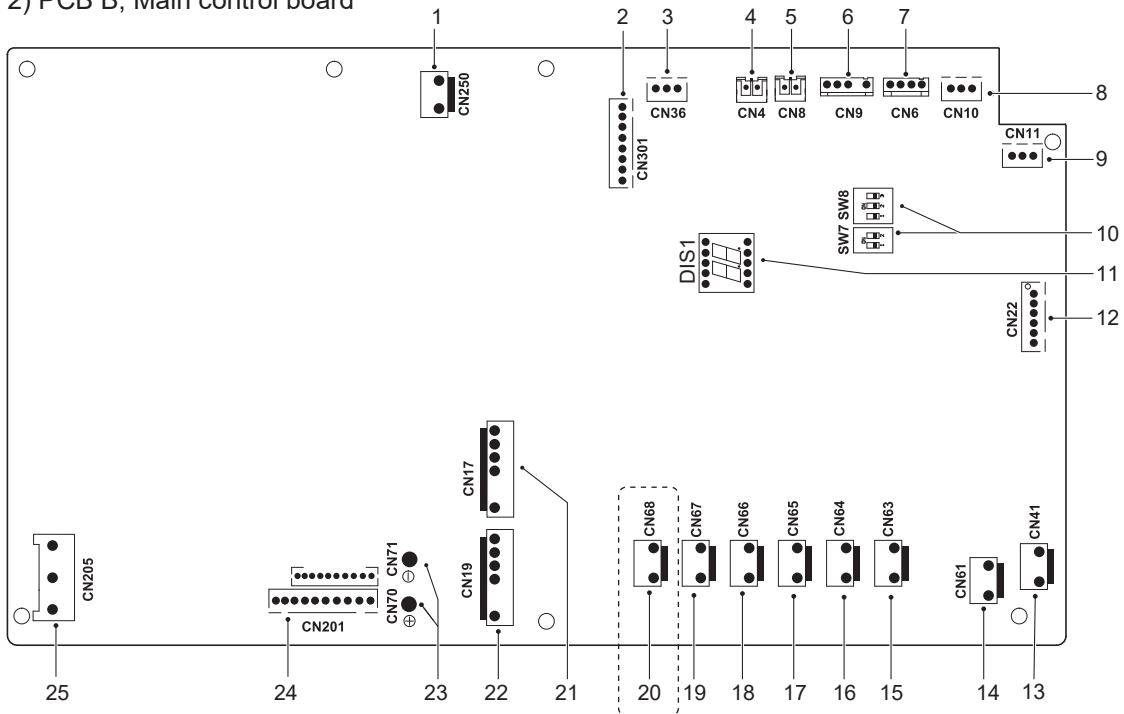 2) PCB B, Main control board
1
2
3
4
5
6
7
8
CN250
CN301
CN36
CN4
CN8
CN9
CN6
CN10
CN11
9
SW7 SW8
10
DIS1
11
CN22
12
CN17
CN19
CN71
CN70
CN201
CN205
CN68
CN67
CN66
CN65
CN64
CN63
CN61
CN41
25
24
23
22
21
20
19
18
17
16
15
14
13